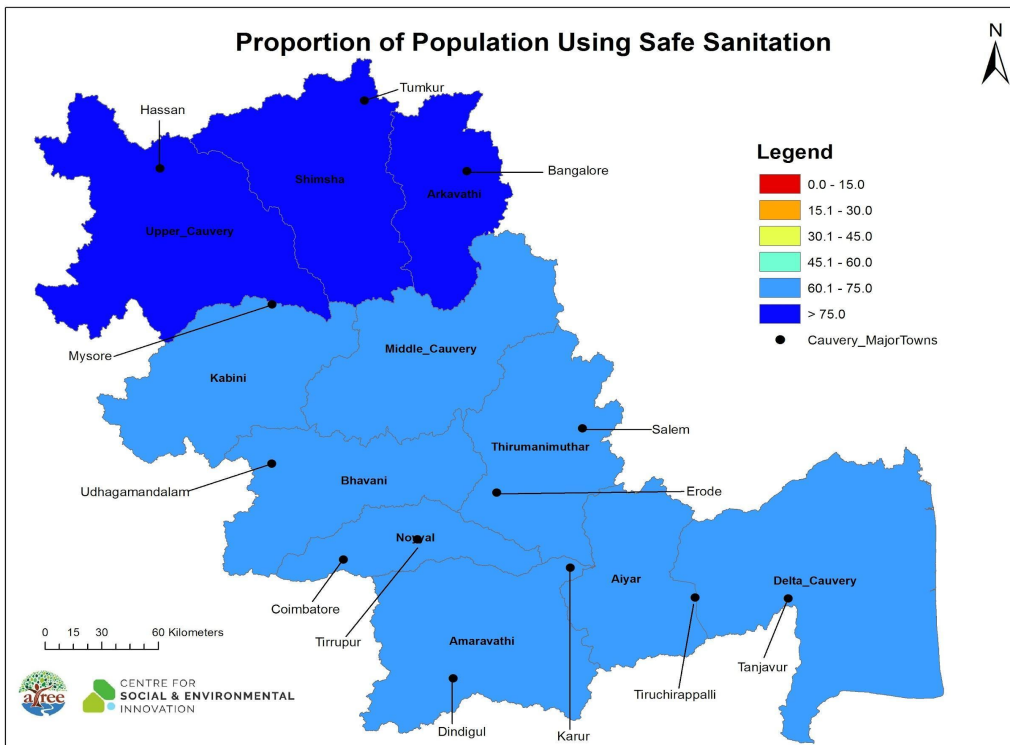 Proportion of Population Using Safe Sanitation
N
Tumkur
Hassan
Bangalore
Shimsha
Arkavathi
Upper_Cauvery
Legend
0.0 - 15.0
15.1 - 30.0
30.1 - 45.0
45.1 - 60.0
60.1 - 75.0
> 75.0
Cauvery_MajorTowns
Mysore
Middle_Cauvery
Kabini
Salem
Thirumanimuthar
Udhagamandalam
Bhavani
Erode
Aiyar
Delta_Cauvery
Coimbatore
Tirrupur
Amaravathi
Tanjavur
Tiruchirappalli
Dindigul
Karur
0 15 30 60 Kilometers
atree
CENTRE FOR
SOCIAL & ENVIRONMENTAL
INNOVATION